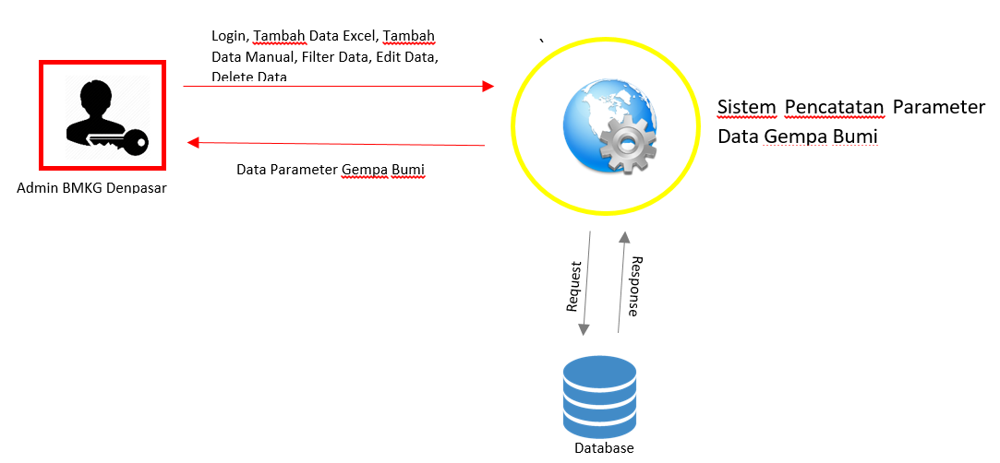 Login, Tambah Data Excel, Tambah
Data Manual, Filter Data, Edit Data,
Delete Data
`
Sistem Pencatatan Parameter
Data Gempa Bumi
Data Parameter Gempa Bumi
Admin BMKG Denpasar
Request
Response
Database